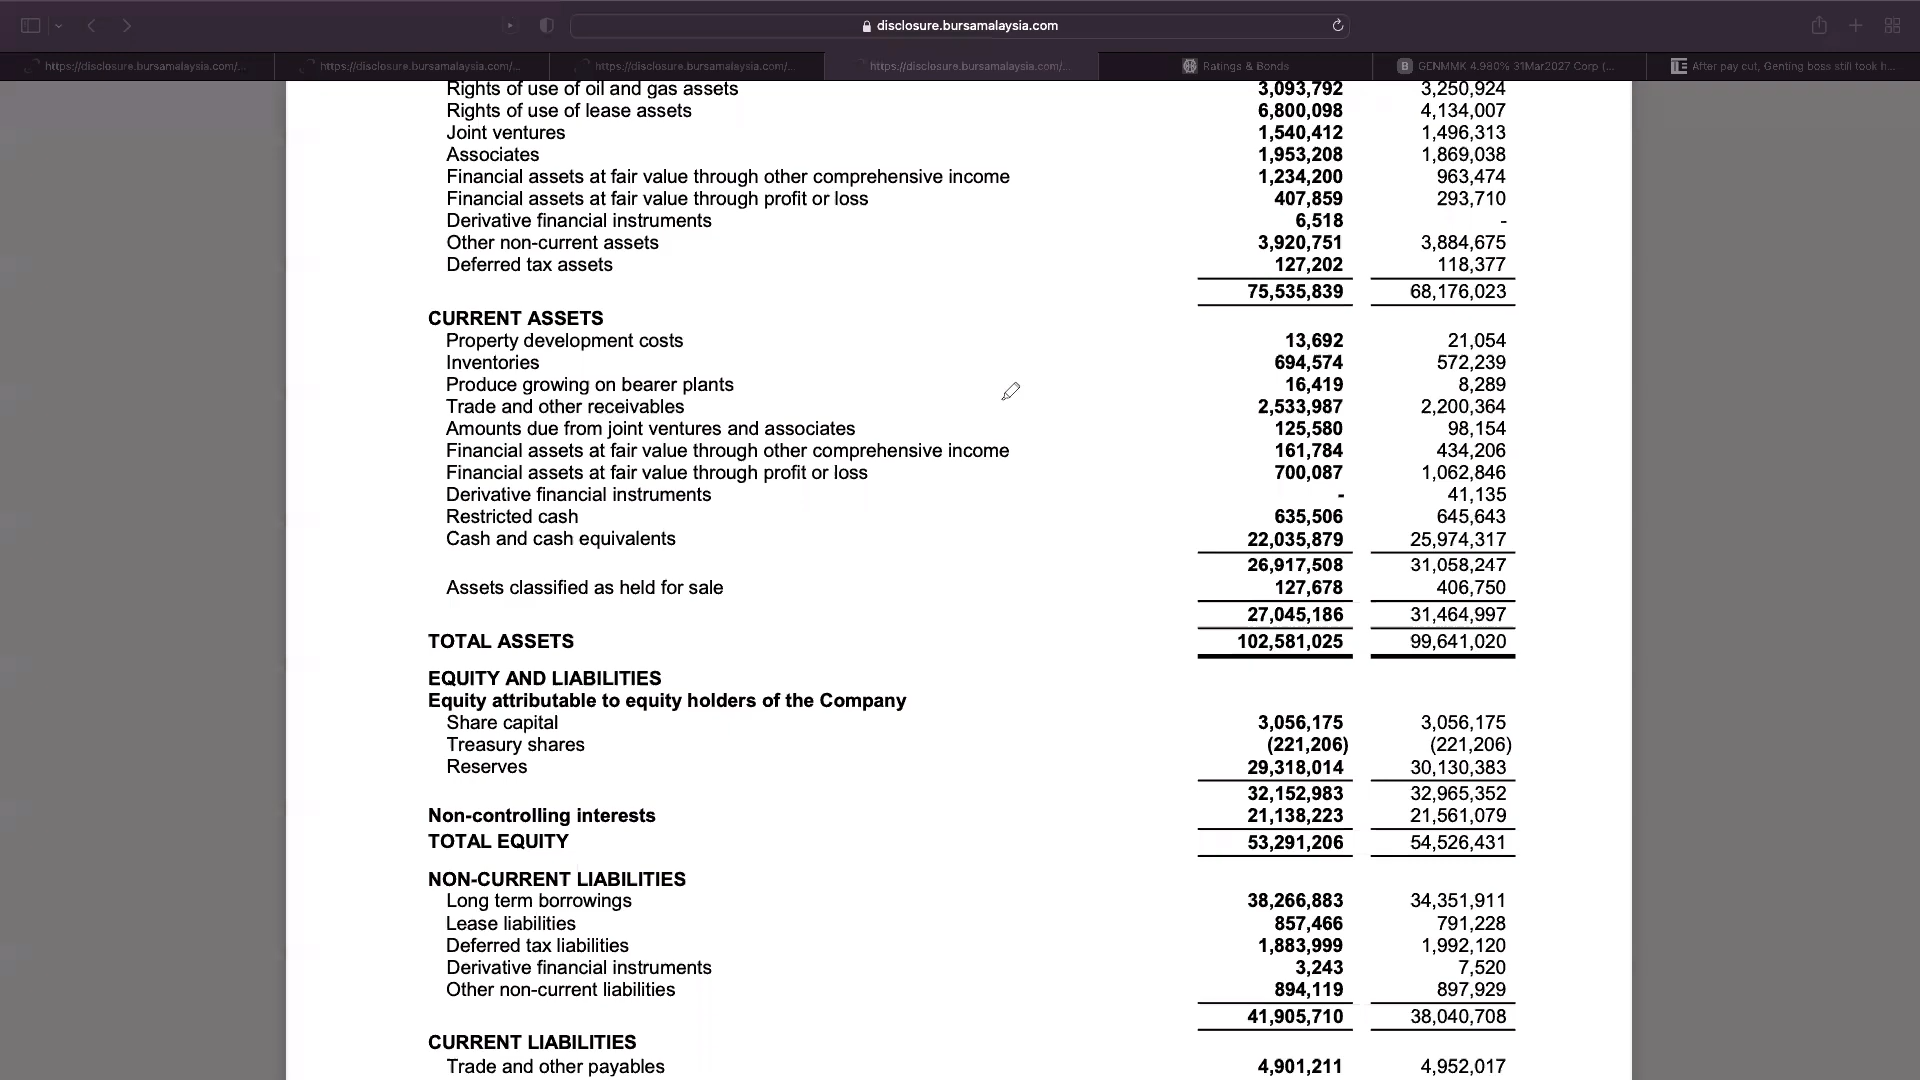 disclosure.bursamalaysia.com
https://disclosure.bursamalaysia.com/... https://disclosure.bursamalaysia.com/... https://disclosure.bursamalaysia.com/... https://disclosure.bursamalaysia.com/... Ratings & Bonds B GENMMK 4.980% 31Mar2027 Corp (... TE After pay cut, Genting boss still took h...
Rights of use of oil and gas assets 3,093,792 3,250,924
Rights of use of lease assets 6,800,098 4,134,007
Joint ventures 1,540,412 1,496,313
Associates 1,953,208 1,869,038
Financial assets at fair value through other comprehensive income 1,234,200 963,474
Financial assets at fair value through profit or loss 407,859 293,710
Derivative financial instruments 6,518 -
Other non-current assets 3,920,751 3,884,675
Deferred tax assets 127,202 118,377
75,535,839 68,176,023
CURRENT ASSETS
Property development costs 13,692 21,054
Inventories 694,574 572,239
Produce growing on bearer plants 16,419 8,289
Trade and other receivables 2,533,987 2,200,364
Amounts due from joint ventures and associates 125,580 98,154
Financial assets at fair value through other comprehensive income 161,784 434,206
Financial assets at fair value through profit or loss 700,087 1,062,846
Derivative financial instruments - 41,135
Restricted cash 635,506 645,643
Cash and cash equivalents 22,035,879 25,974,317
26,917,508 31,058,247
Assets classified as held for sale 127,678 406,750
27,045,186 31,464,997
TOTAL ASSETS 102,581,025 99,641,020
EQUITY AND LIABILITIES
Equity attributable to equity holders of the Company
Share capital 3,056,175 3,056,175
Treasury shares (221,206) (221,206)
Reserves 29,318,014 30,130,383
32,152,983 32,965,352
Non-controlling interests 21,138,223 21,561,079
TOTAL EQUITY 53,291,206 54,526,431
NON-CURRENT LIABILITIES
Long term borrowings 38,266,883 34,351,911
Lease liabilities 857,466 791,228
Deferred tax liabilities 1,883,999 1,992,120
Derivative financial instruments 3,243 7,520
Other non-current liabilities 894,119 897,929
41,905,710 38,040,708
CURRENT LIABILITIES
Trade and other payables 4,901,211 4,952,017